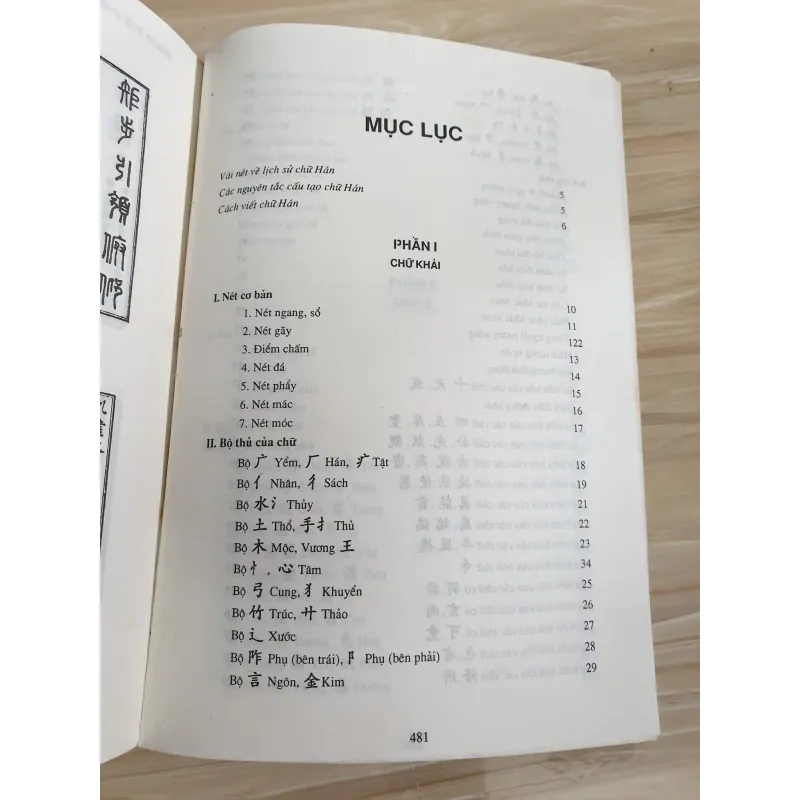 矩步引領俯仰
MỤC LỤC
Vài nét về lịch sử chữ Hán 5
Các nguyên tắc cấu tạo chữ Hán 5
Cách viết chữ Hán 6
PHẦN I
CHỮ KHẢI
I. Nét cơ bản 10
1. Nét ngang, sổ 11
2. Nét gãy 122
3. Điểm chấm 13
4. Nét đá 14
5. Nét phẩy 15
6. Nét mác 16
7. Nét móc 17
II. Bộ thủ của chữ
Bộ 广 Yểm, 厂 Hán, 疒 Tật 18
Bộ 亻 Nhân, 彳 Sách 19
Bộ 水 氵 Thủy 21
Bộ 土 Thổ, 手 扌 Thủ 22
Bộ 木 Mộc, Vương 王 23
Bộ 忄, 心 Tâm 34
Bộ 弓 Cung, 犭 Khuyển 25
Bộ 竹 Trúc, 艹 Thảo 26
Bộ 辶 Xước 27
Bộ 阼 Phụ (bên trái), 阝 Phụ (bên phải) 28
Bộ 言 Ngôn, 金 Kim 29
481